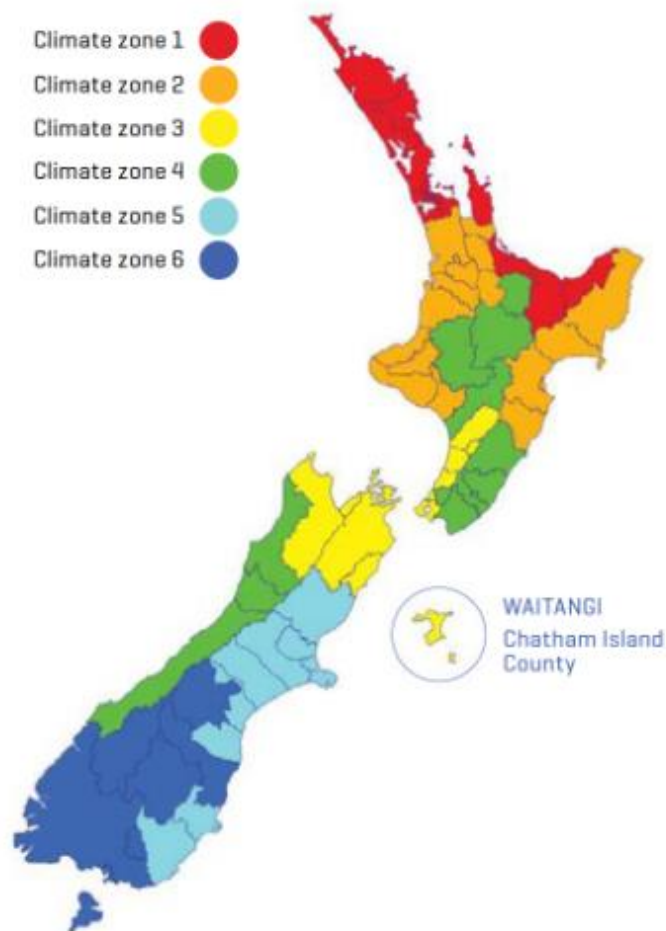 Climate zone 1
Climate zone 2
Climate zone 3
Climate zone 4
Climate zone 5
Climate zone 6
WAITANGI
Chatham Island
County